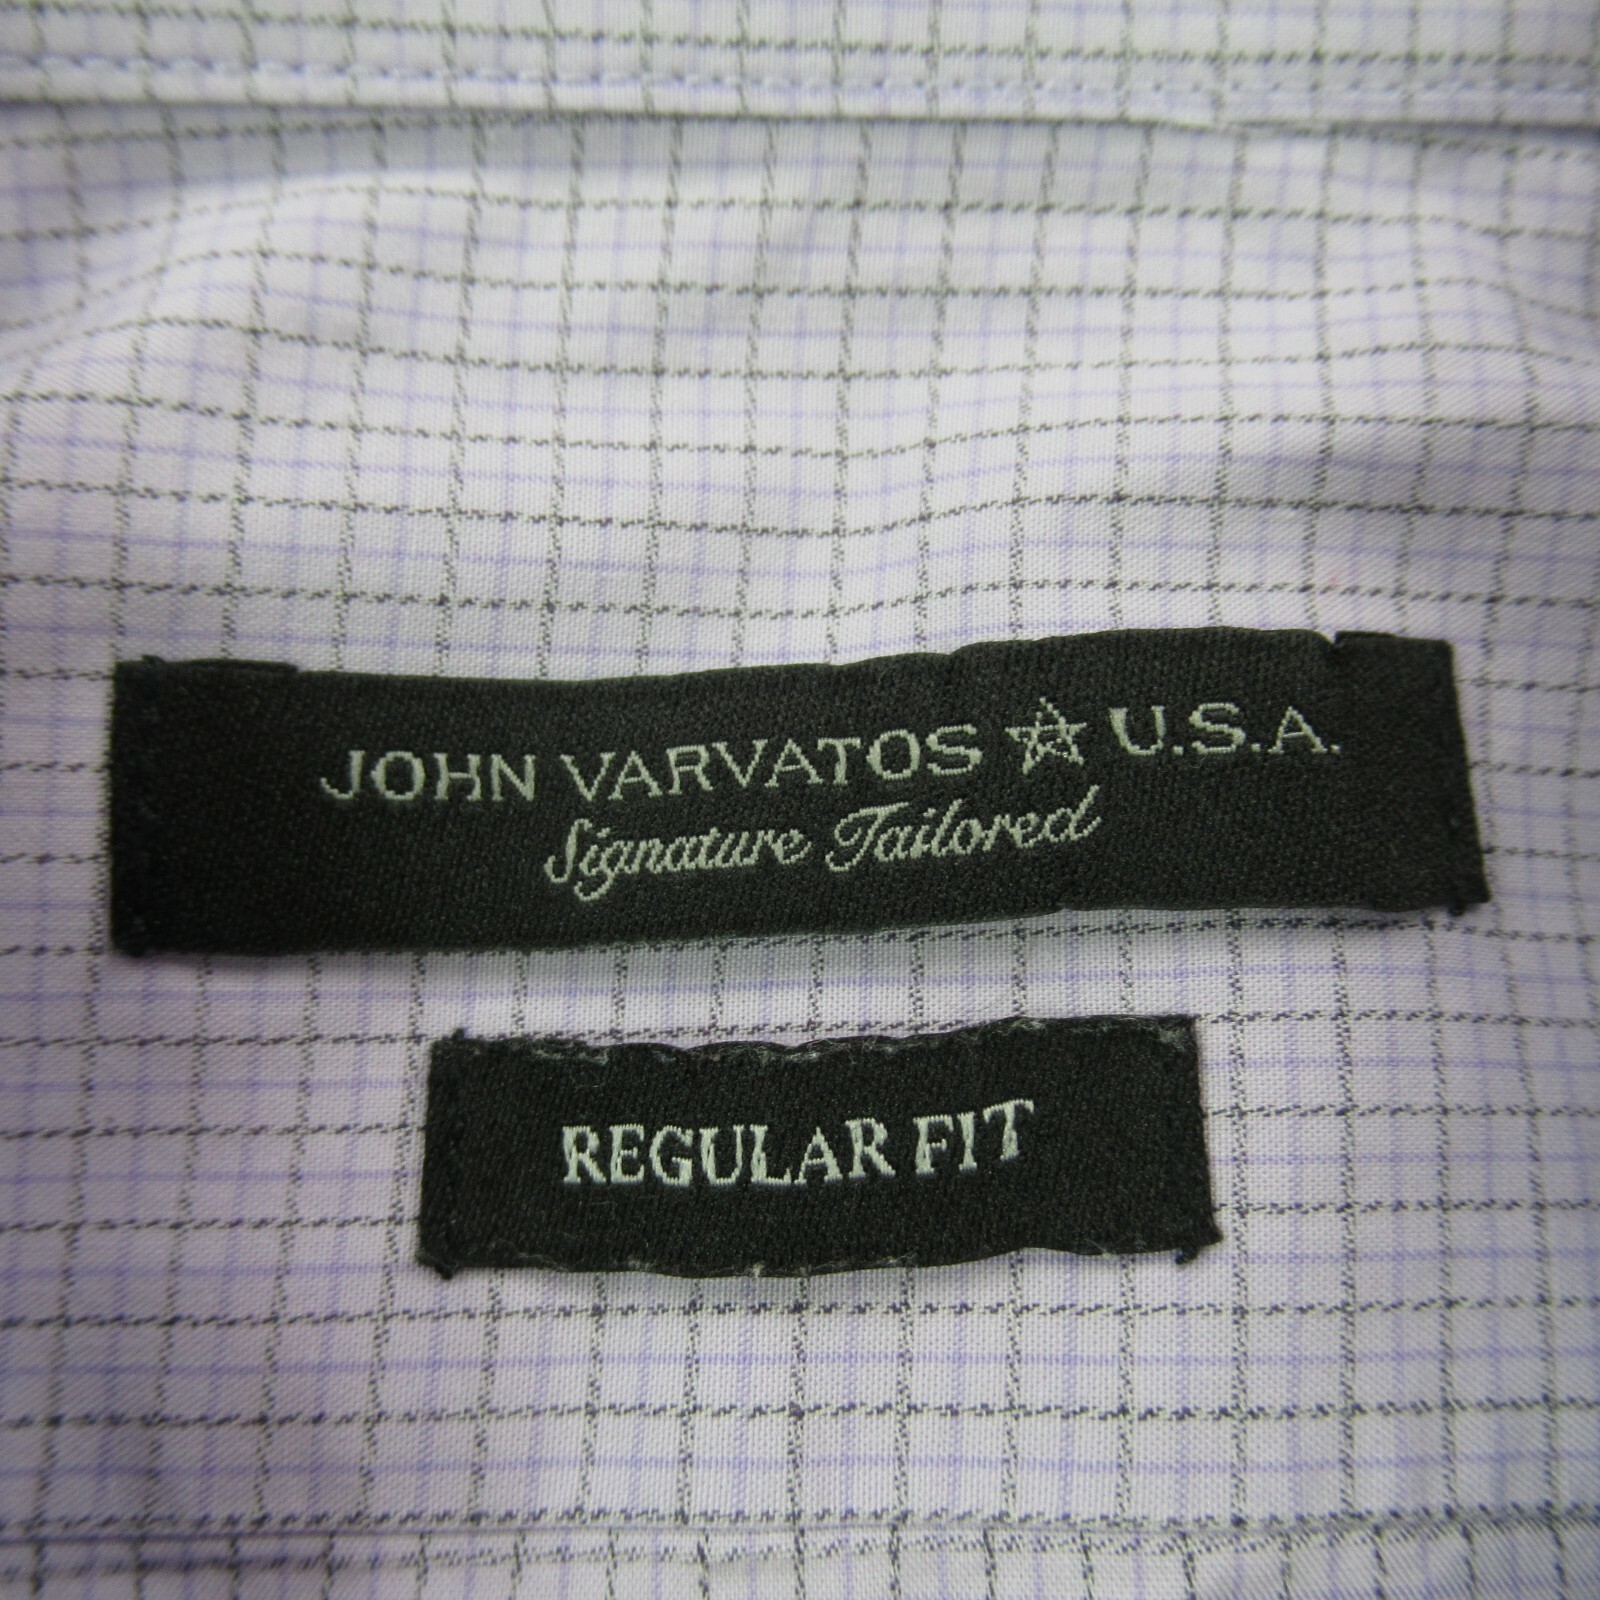 JOHN VARVATOS ☆ U.S.A.
Signature Tailored
REGULAR FIT